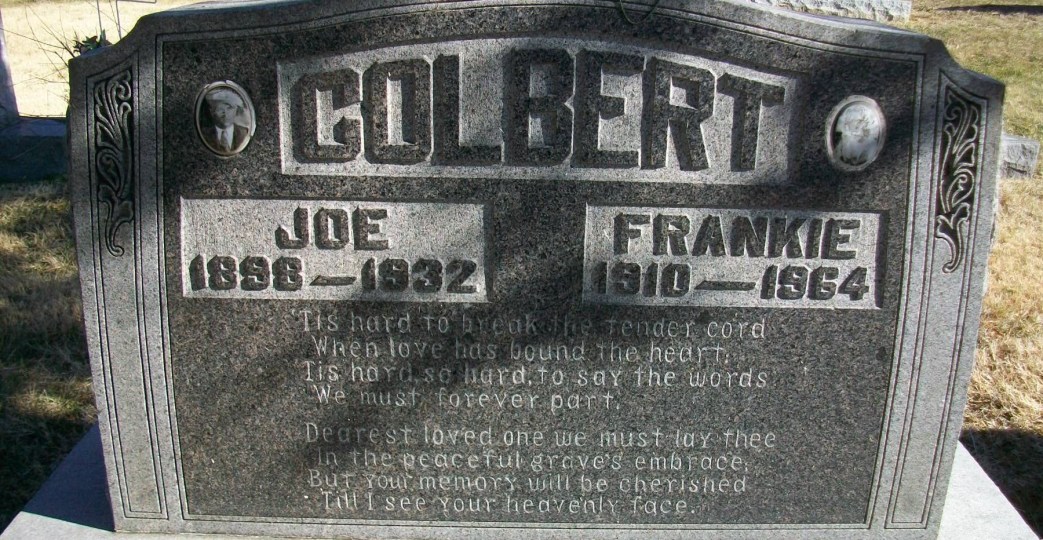 COLBERT
JOE
1898—1932
FRANKIE
1910—1964
'Tis hard to break the tender cord
When love has bound the heart;
Tis hard, so hard, to say the words
"We must forever part."
Dearest loved one we must lay thee
In the peaceful grave's embrace,
But your memory will be cherished
Till I see your heavenly face.